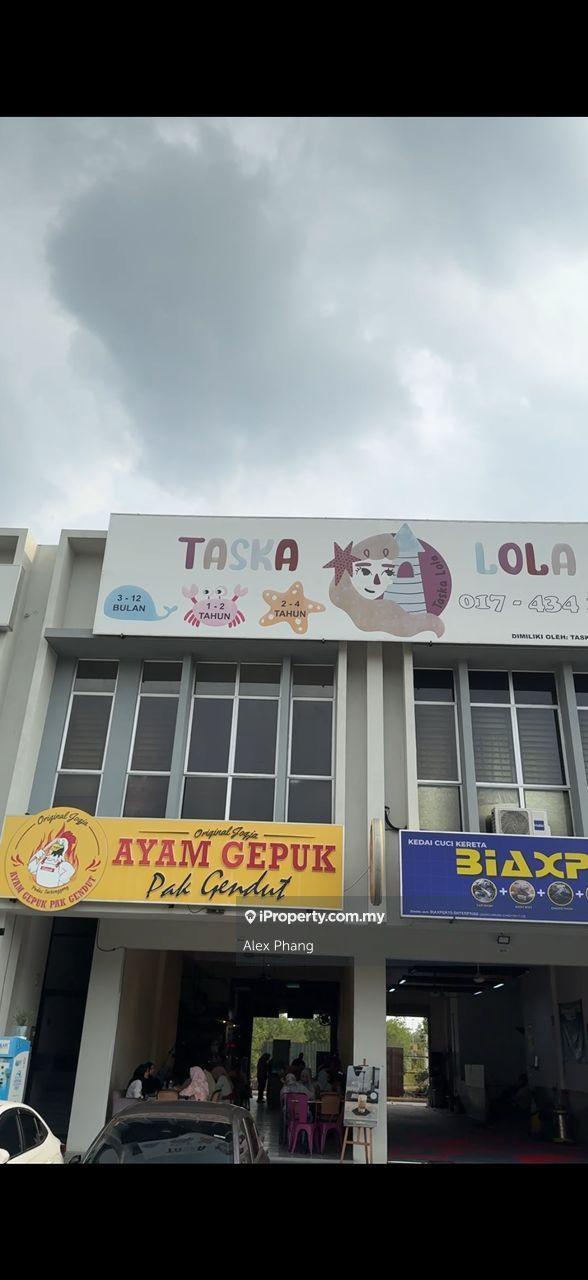 TASKA LOLA
3 - 12
BULAN
1 - 2
TAHUN
2 - 4
TAHUN
Taska Lola
017 - 434
DIMILIKI OLEH: TASK
Original Jogja
AYAM GEPUK PAK GENDUT
Original Jogja
AYAM GEPUK
Pak Gendut
KEDAI CUCI KERETA
BIAXP
iProperty.com.my
Alex Phang